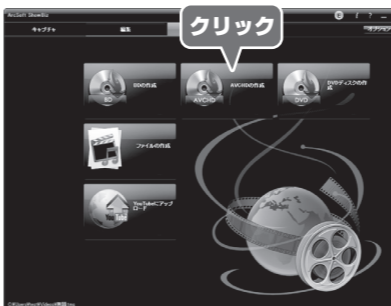 ArcSoft ShowBiz
キャプチャ
編集
クリック
BDの作成
BD
AVCHDの作成
AVCHD
DVDディスクの作
成
DVD
ファイルの作成
YouTubeにアップ
ロード
You Tube